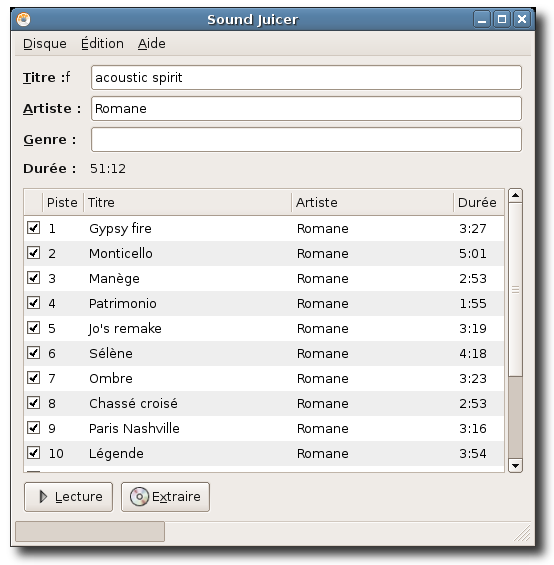 Sound Juicer
Disque Édition Aide
Titre :f acoustic spirit
Artiste : Romane
Genre :
Durée : 51:12
Piste Titre Artiste Durée
1 Gypsy fire Romane 3:27
2 Monticello Romane 5:01
3 Manège Romane 2:53
4 Patrimonio Romane 1:55
5 Jo's remake Romane 3:19
6 Sélène Romane 4:18
7 Ombre Romane 3:23
8 Chassé croisé Romane 2:53
9 Paris Nashville Romane 3:16
10 Légende Romane 3:54
Lecture Extraire